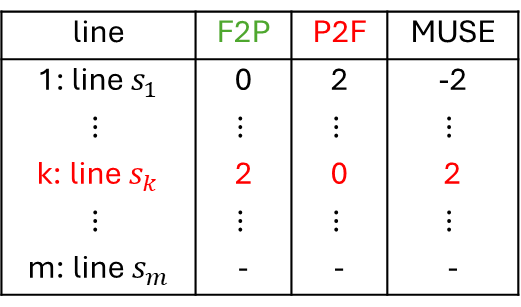 line F2P P2F MUSE
1: line s₁ 0 2 -2
⋮ ⋮ ⋮ ⋮
k: line sₖ 2 0 2
⋮ ⋮ ⋮ ⋮
m: line sₘ - - -